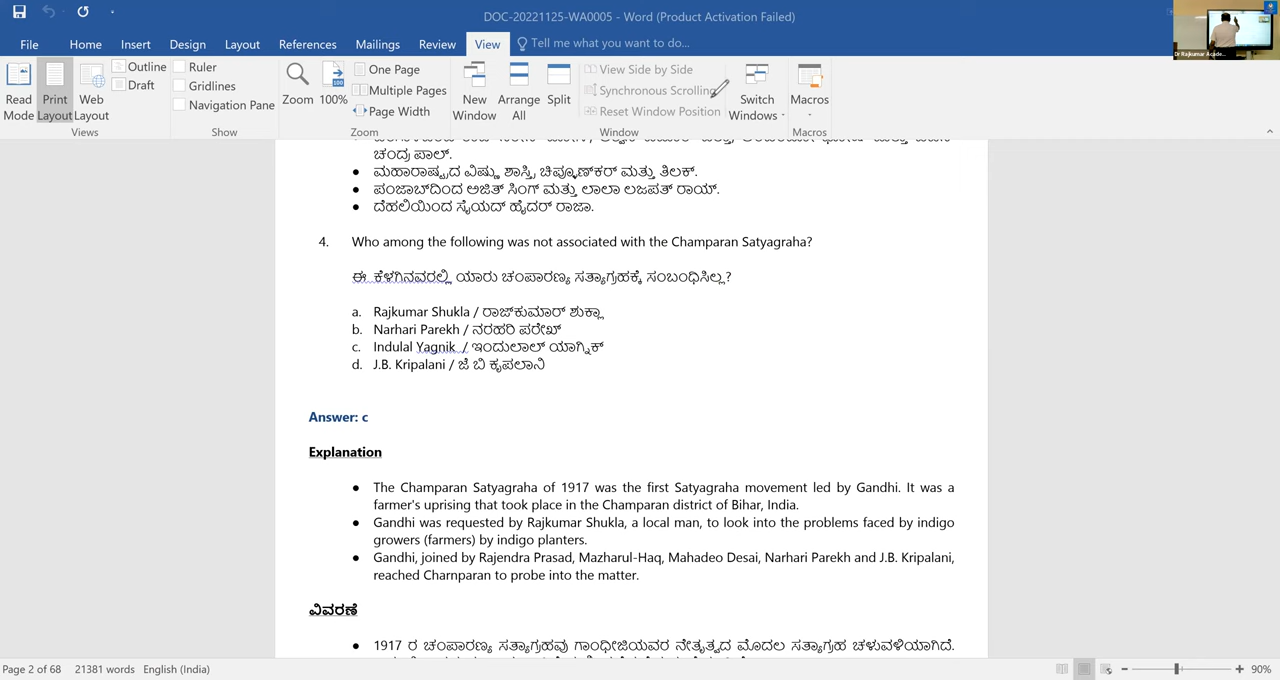 DOC-20221125-WA0005 - Word (Product Activation Failed)
Dr Rajkumar Acade...
File Home Insert Design Layout References Mailings Review View Tell me what you want to do...
Read Mode
Print Layout
Web Layout
Outline
Draft
Views
Ruler
Gridlines
Navigation Pane
Show
Zoom
100%
One Page
Multiple Pages
Page Width
Zoom
New Window
Arrange All
Split
View Side by Side
Synchronous Scrolling
Reset Window Position
Window
Switch Windows
Macros
Macros
ಚಂದ್ರ ಪಾಲ್.
• ಮಹಾರಾಷ್ಟ್ರದ ವಿಷ್ಣು ಶಾಸ್ತ್ರಿ ಚಿಪ್ಳೂಣ್‌ಕರ್ ಮತ್ತು ತಿಲಕ್.
• ಪಂಜಾಬ್‌ದಿಂದ ಅಜಿತ್ ಸಿಂಗ್ ಮತ್ತು ಲಾಲಾ ಲಜಪತ್ ರಾಯ್.
• ದೆಹಲಿಯಿಂದ ಸೈಯದ್ ಹೈದರ್ ರಾಜಾ.
4. Who among the following was not associated with the Champaran Satyagraha?
ಈ ಕೆಳಗಿನವರಲ್ಲಿ ಯಾರು ಚಂಪಾರಣ್ಯ ಸತ್ಯಾಗ್ರಹಕ್ಕೆ ಸಂಬಂಧಿಸಿಲ್ಲ?
a. Rajkumar Shukla / ರಾಜ್‌ಕುಮಾರ್ ಶುಕ್ಲಾ
b. Narhari Parekh / ನರಹರಿ ಪರೇಖ್
c. Indulal Yagnik / ಇಂದುಲಾಲ್ ಯಾಗ್ನಿಕ್
d. J.B. Kripalani / ಜೆ ಬಿ ಕೃಪಲಾನಿ
Answer: c
Explanation
• The Champaran Satyagraha of 1917 was the first Satyagraha movement led by Gandhi. It was a
farmer's uprising that took place in the Champaran district of Bihar, India.
• Gandhi was requested by Rajkumar Shukla, a local man, to look into the problems faced by indigo
growers (farmers) by indigo planters.
• Gandhi, joined by Rajendra Prasad, Mazharul-Haq, Mahadeo Desai, Narhari Parekh and J.B. Kripalani,
reached Charnparan to probe into the matter.
ವಿವರಣೆ
• 1917 ರ ಚಂಪಾರಣ್ಯ ಸತ್ಯಾಗ್ರಹವು ಗಾಂಧೀಜಿಯವರ ನೇತೃತ್ವದ ಮೊದಲ ಸತ್ಯಾಗ್ರಹ ಚಳುವಳಿಯಾಗಿದೆ.
Page 2 of 68 21381 words English (India) 90%